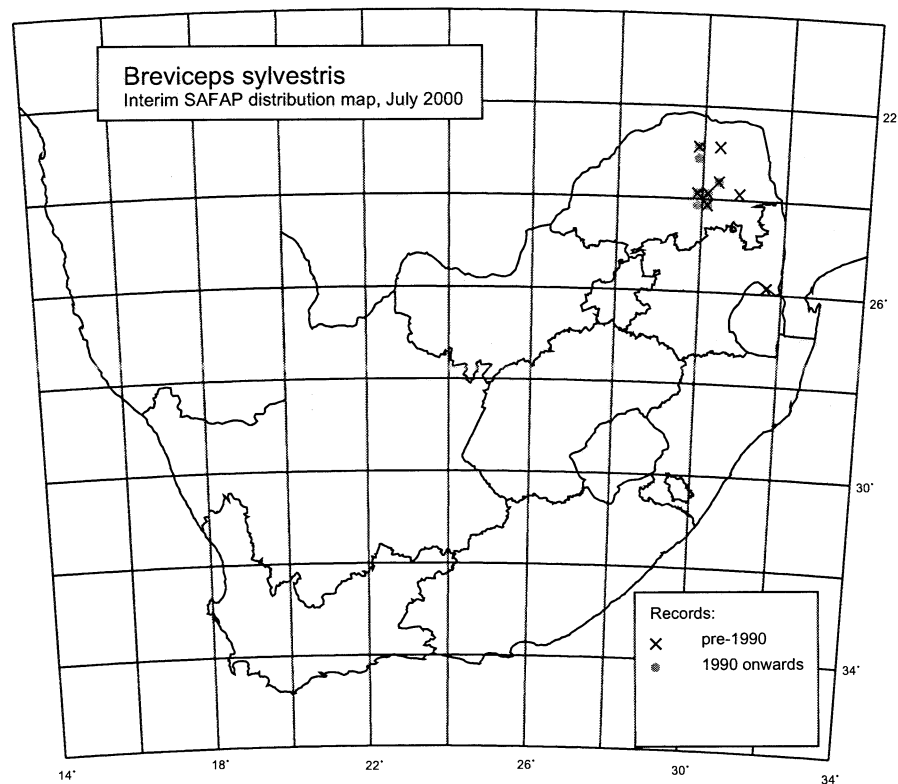 Breviceps sylvestris
Interim SAFAP distribution map, July 2000
22
26˚
30˚
Records:
pre-1990
1990 onwards
34˚
14˚
18˚
22˚
26˚
30˚
34˚